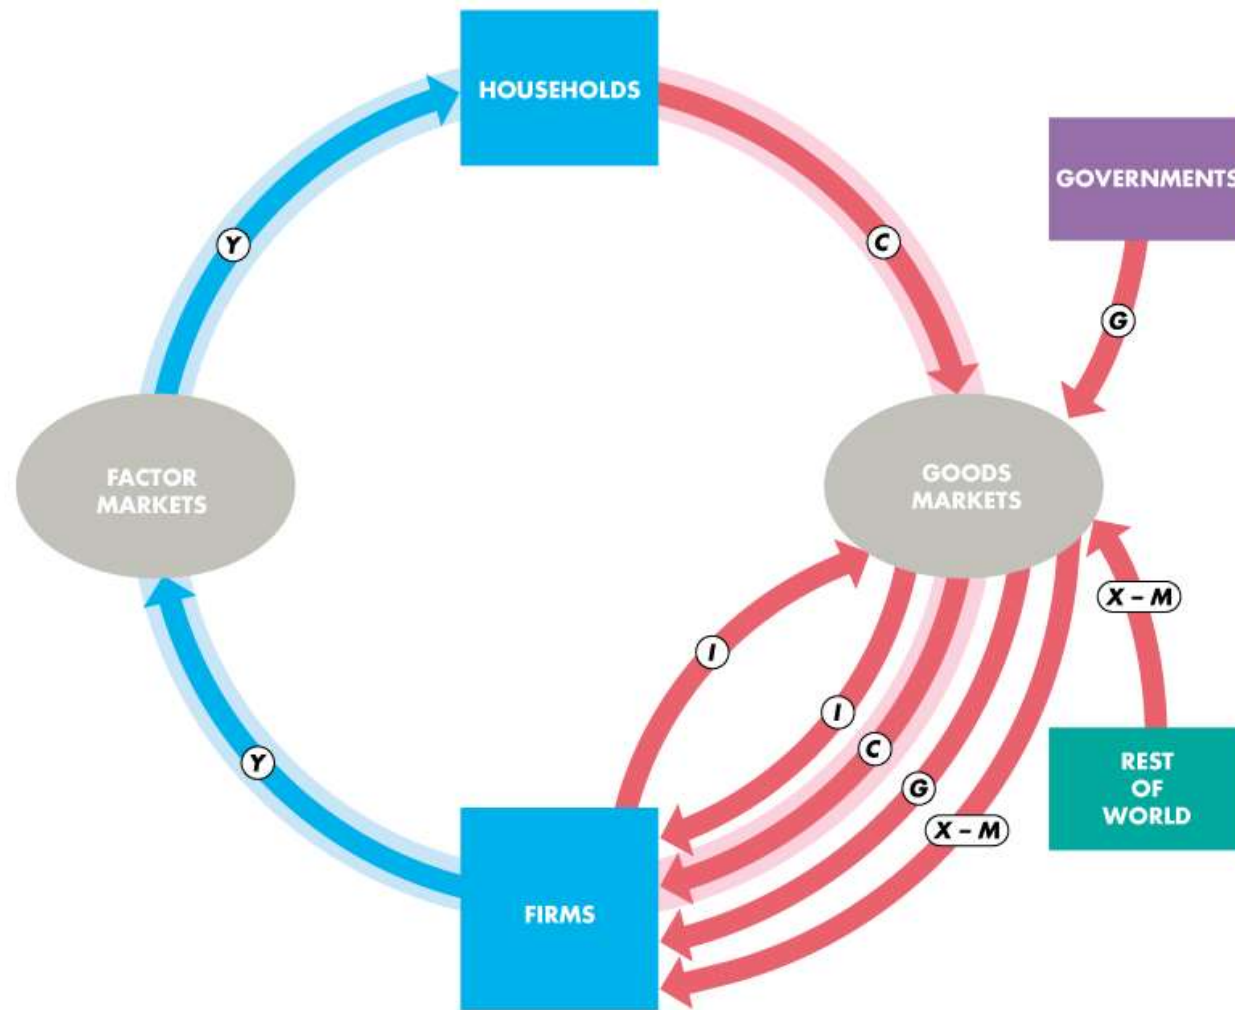 HOUSEHOLDS
GOVERNMENTS
Y
C
G
FACTOR
MARKETS
GOODS
MARKETS
X – M
I
I
C
Y
G
X – M
REST
OF
WORLD
FIRMS